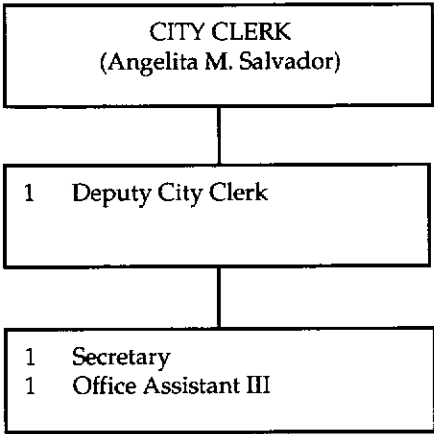 CITY CLERK
(Angelita M. Salvador)
1 Deputy City Clerk
1 Secretary
1 Office Assistant III